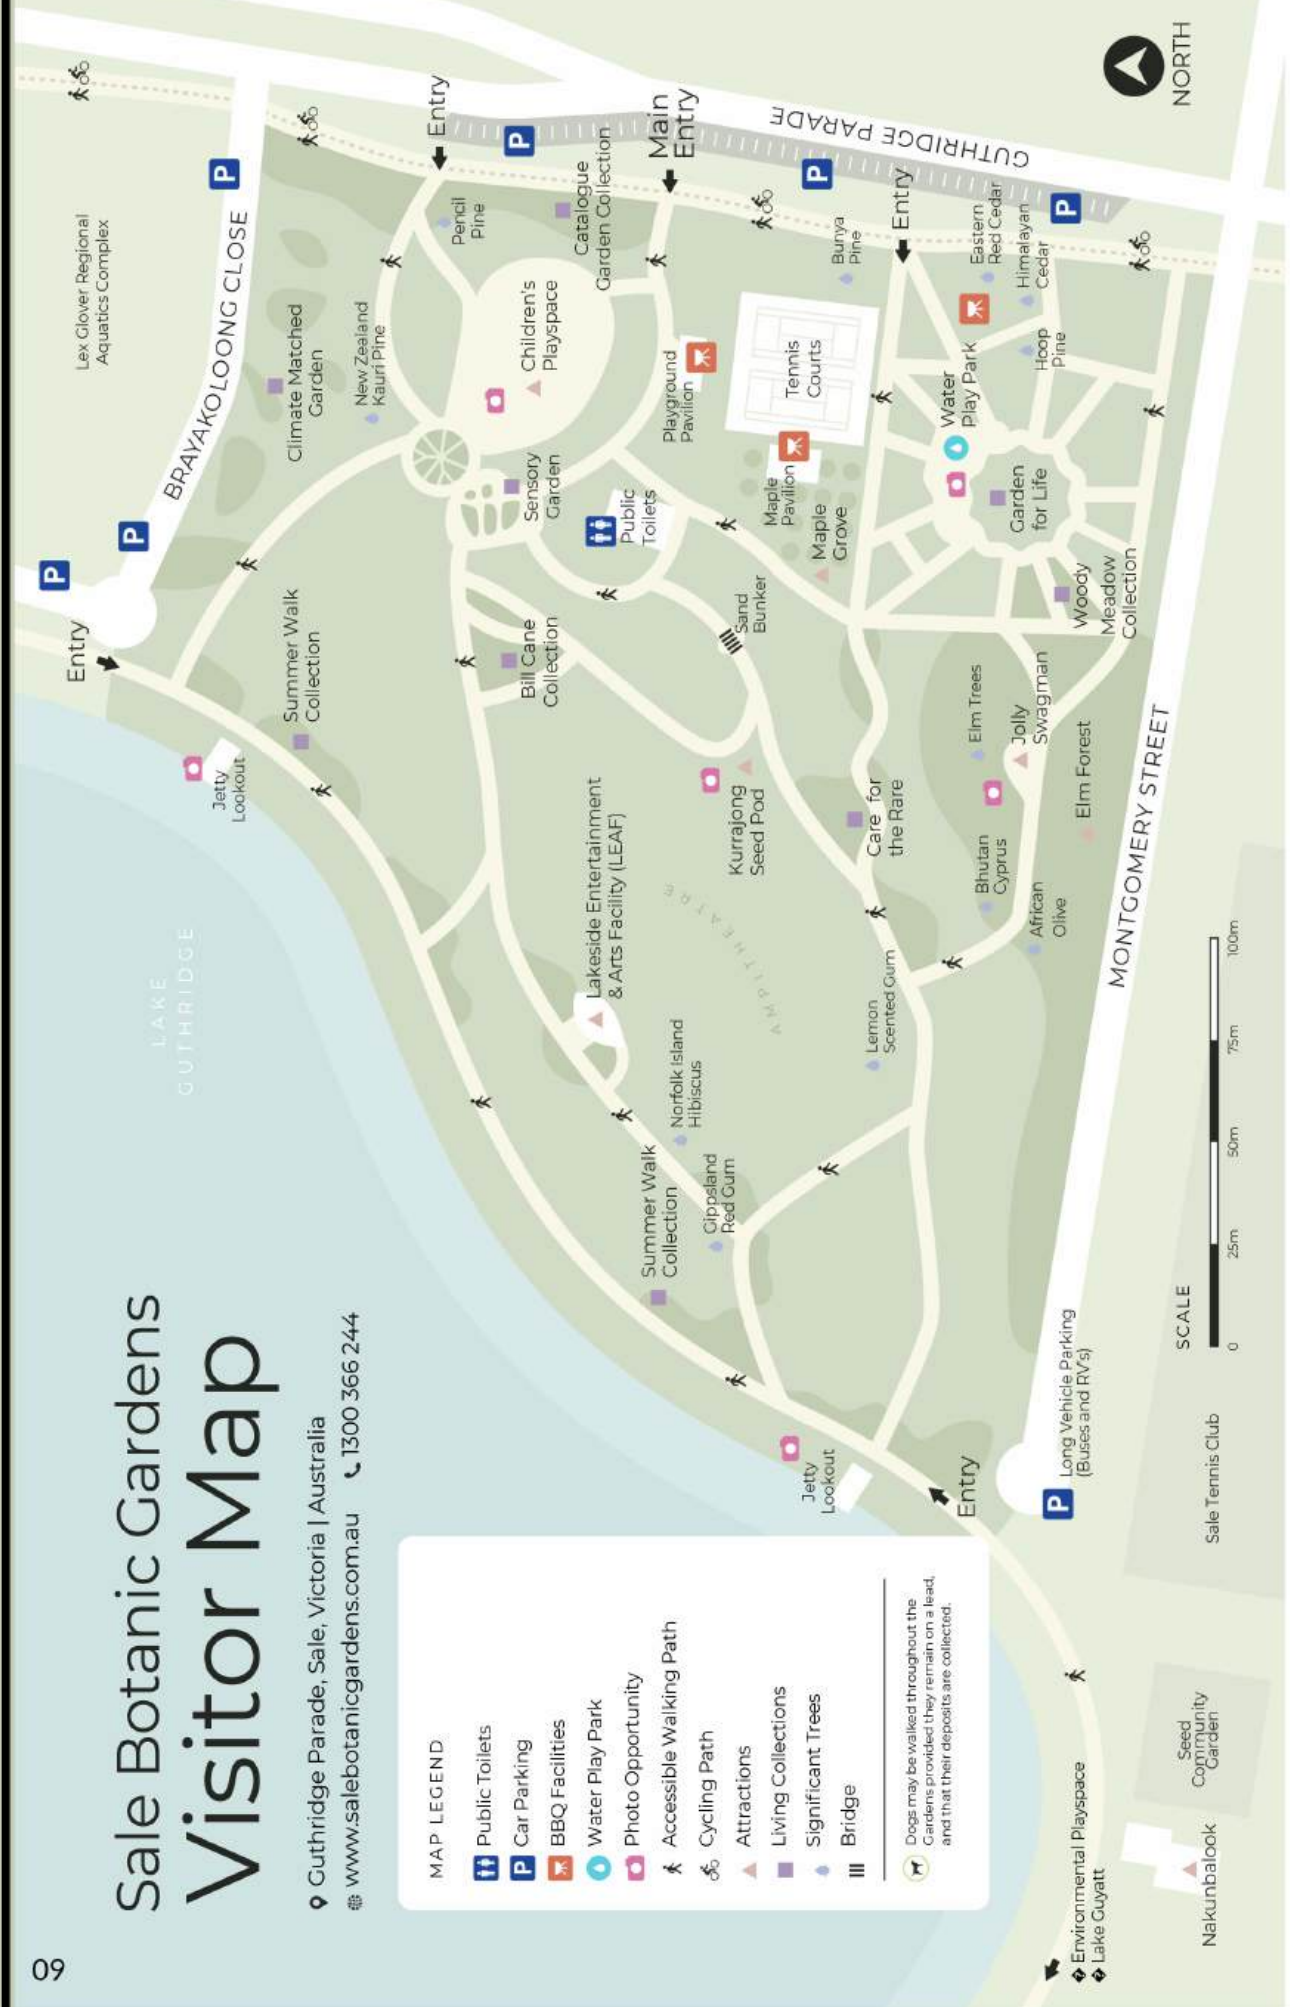 09
Sale Botanic Gardens
Visitor Map
Guthridge Parade, Sale, Victoria | Australia
www.salebotanicgardens.com.au
1300 366 244
MAP LEGEND
Public Toilets
Car Parking
BBQ Facilities
Water Play Park
Photo Opportunity
Accessible Walking Path
Cycling Path
Attractions
Living Collections
Significant Trees
Bridge
Dogs may be walked throughout the
Gardens provided they remain on a lead,
and that their deposits are collected.
LAKE
GUTHRIDGE
Jetty
Lookout
Entry
P
P
Lex Glover Regional
Aquatics Complex
BRAYAKOLOONG CLOSE
P
Summer Walk
Collection
Climate Matched
Garden
New Zealand
Kauri Pine
Entry
Pencil
Pine
P
Catalogue
Garden Collection
Main
Entry
GUTHRIDGE PARADE
Children's
Playspace
Sensory
Garden
Bill Cane
Collection
Public
Toilets
Playground
Pavilion
Tennis
Courts
Maple
Pavilion
Maple
Grove
Sand
Bunker
P
Bunya
Pine
Entry
Eastern
Red Cedar
Himalayan
Cedar
P
Hoop
Pine
Water
Play Park
Garden
for Life
Woody
Meadow
Collection
Lakeside Entertainment
& Arts Facility (LEAF)
AMPITHEATRE
Kurrajong
Seed Pod
Care for
the Rare
Elm Trees
Jolly
Swagman
Elm Forest
Bhutan
Cyprus
African
Olive
Lemon
Scented Gum
Norfolk Island
Hibiscus
Gippsland
Red Gum
Summer Walk
Collection
Jetty
Lookout
Entry
P
Long Vehicle Parking
(Buses and RV's)
MONTGOMERY STREET
Sale Tennis Club
Seed
Community
Garden
Nakunbalook
Environmental Playspace
Lake Guyatt
SCALE
0
25m
50m
75m
100m
NORTH